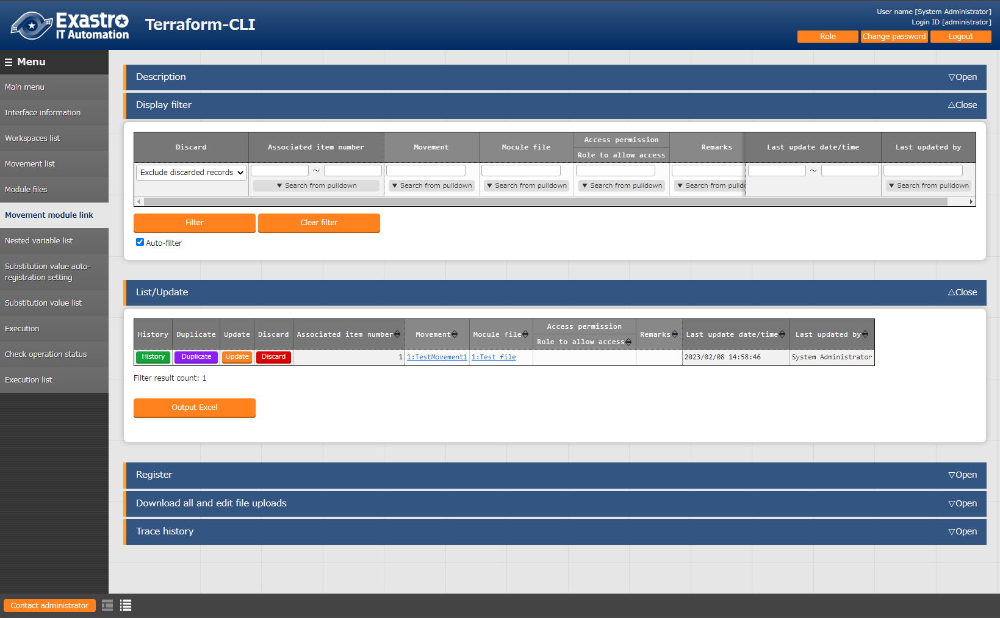 Exastro
IT Automation
Terraform-CLI
User name [System Administrator]
Login ID [administrator]
Role
Change password
Logout
Menu
Main menu
Interface information
Workspaces list
Movement list
Module files
Movement module link
Nested variable list
Substitution value auto-
registration setting
Substitution value list
Execution
Check operation status
Execution list
Description
▽Open
Display filter
△Close
Discard
Associated item number
Movement
Mocule file
Access permission
Role to allow access
Remarks
Last update date/time
Last updated by
Exclude discarded records
~
~
▼ Search from pulldown
▼ Search from pulldown
▼ Search from pulldown
▼ Search from pulldown
▼ Search from pulld
▼ Search from pulldown
Filter
Clear filter
Auto-filter
List/Update
△Close
History
Duplicate
Update
Discard
Associated item number
Movement
Mocule file
Access permission
Role to allow access
Remarks
Last update date/time
Last updated by
History
Duplicate
Update
Discard
1
1:TestMovement1
1:Test file
2023/02/08 14:58:46
System Administrator
Filter result count: 1
Output Excel
Register
▽Open
Download all and edit file uploads
▽Open
Trace history
▽Open
Contact administrator